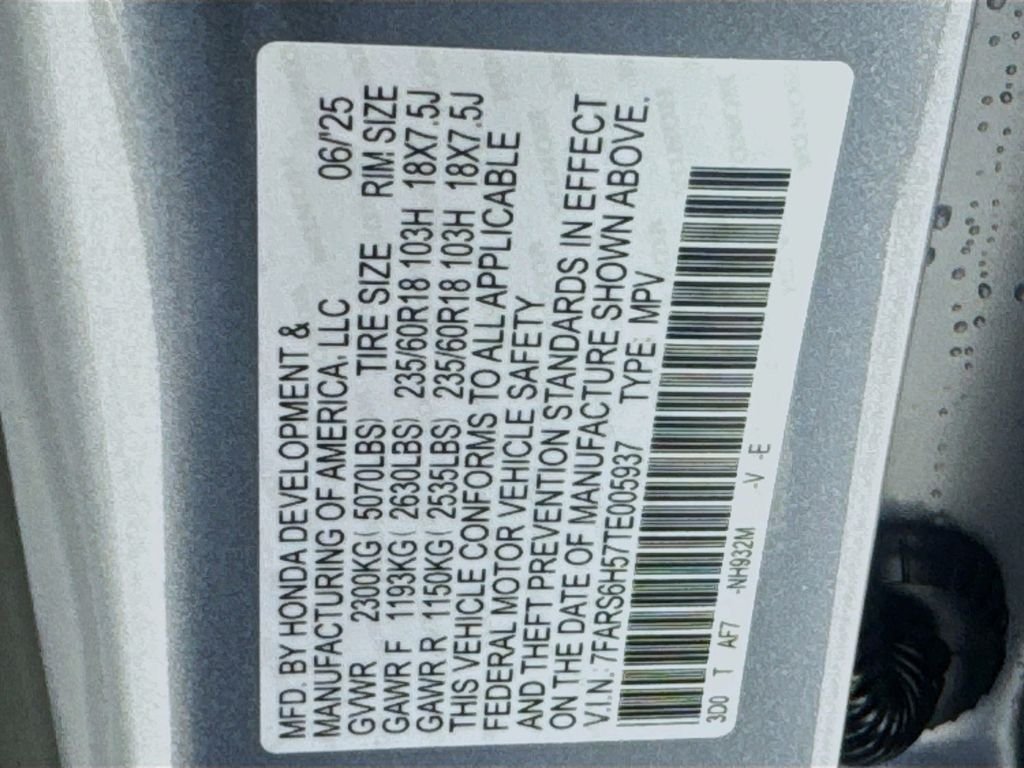 MFD. BY HONDA DEVELOPMENT &
MANUFACTURING OF AMERICA, LLC 06/'25
GVWR 2300KG ( 5070LBS) TIRE SIZE RIM SIZE
GAWR F 1193KG ( 2630LBS) 235/60R18 103H 18X7.5J
GAWR R 1150KG ( 2535LBS) 235/60R18 103H 18X7.5J
THIS VEHICLE CONFORMS TO ALL APPLICABLE
FEDERAL MOTOR VEHICLE SAFETY
AND THEFT PREVENTION STANDARDS IN EFFECT
ON THE DATE OF MANUFACTURE SHOWN ABOVE.
V.I.N.: 7FARS6H57TE005937 TYPE: MPV
3D0 T AF7 -NH932M -V -E